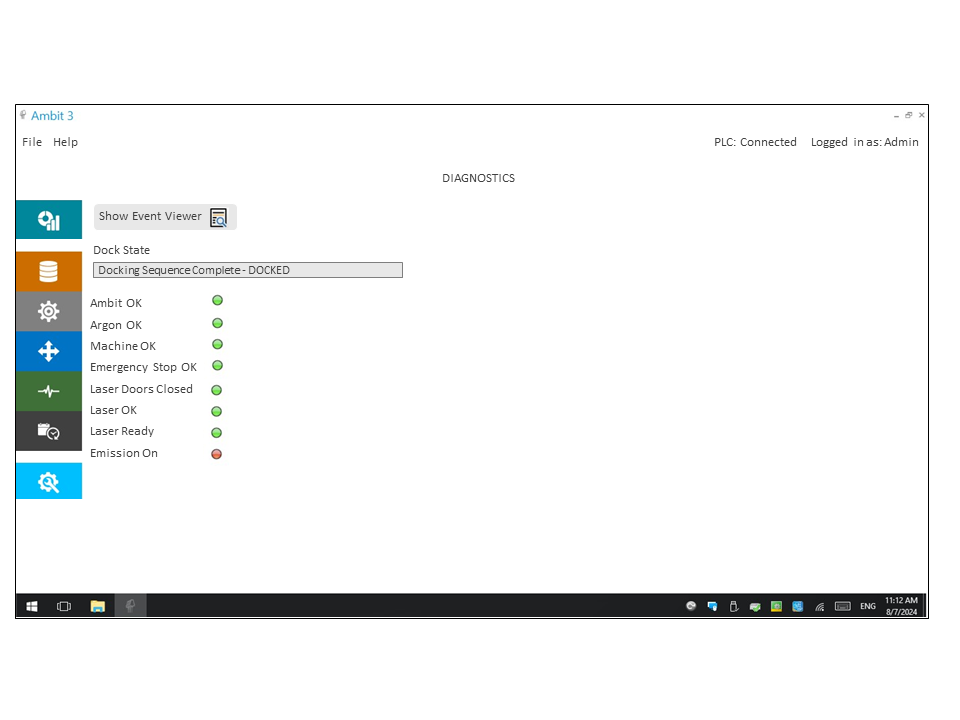 Ambit 3
File Help PLC: Connected Logged in as: Admin
DIAGNOSTICS
Show Event Viewer
Dock State
Docking Sequence Complete - DOCKED
Ambit OK
Argon OK
Machine OK
Emergency Stop OK
Laser Doors Closed
Laser OK
Laser Ready
Emission On
ENG
11:12 AM
8/7/2024